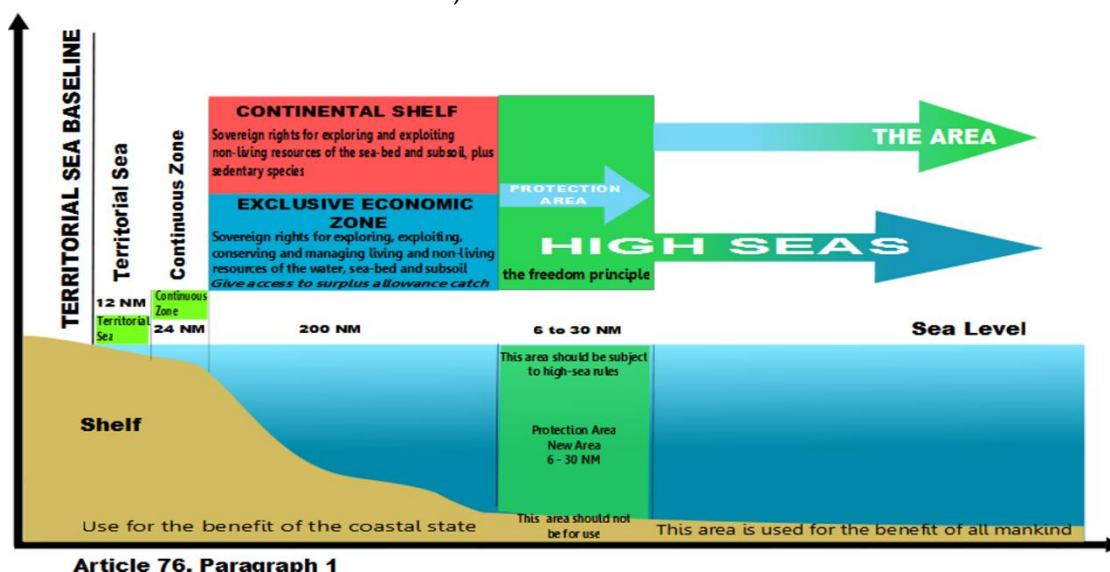 )
TERRITORIAL SEA BASELINE
Territorial Sea
Continuous Zone
CONTINENTAL SHELF
Sovereign rights for exploring and exploiting
non-living resources of the sea-bed and subsoil, plus
sedentary species
EXCLUSIVE ECONOMIC
ZONE
Sovereign rights for exploring, exploiting,
conserving and managing living and non-living
resources of the water, sea-bed and subsoil
Give access to surplus allowance catch
PROTECTION
AREA
the freedom principle
THE AREA
HIGH SEAS
12 NM
Continuous
Zone
Territorial
Sea
24 NM
200 NM
6 to 30 NM
Sea Level
This area should be subject
to high-sea rules
Shelf
Protection Area
New Area
6 - 30 NM
Use for the benefit of the coastal state
This area should not
be for use
This area is used for the benefit of all mankind
Article 76, Paragraph 1